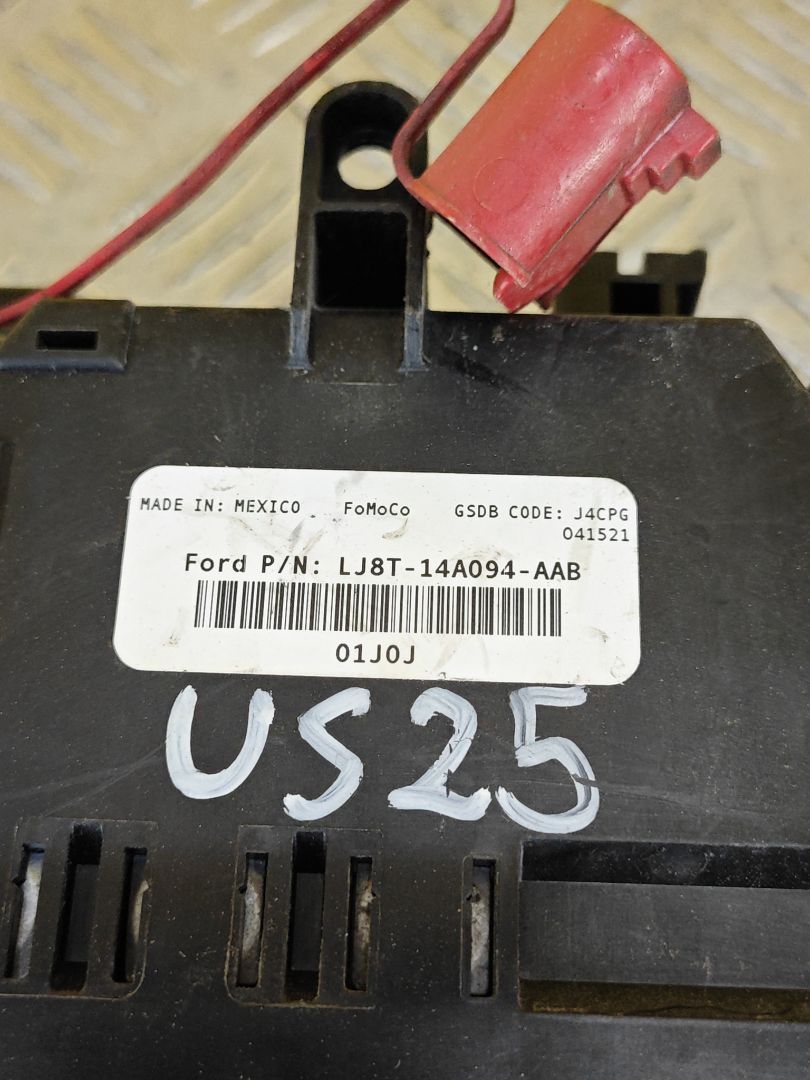 MADE IN: MEXICO FoMoCo GSDB CODE: J4CPG
041521
Ford P/N: LJ8T-14A094-AAB
01J0J
US25